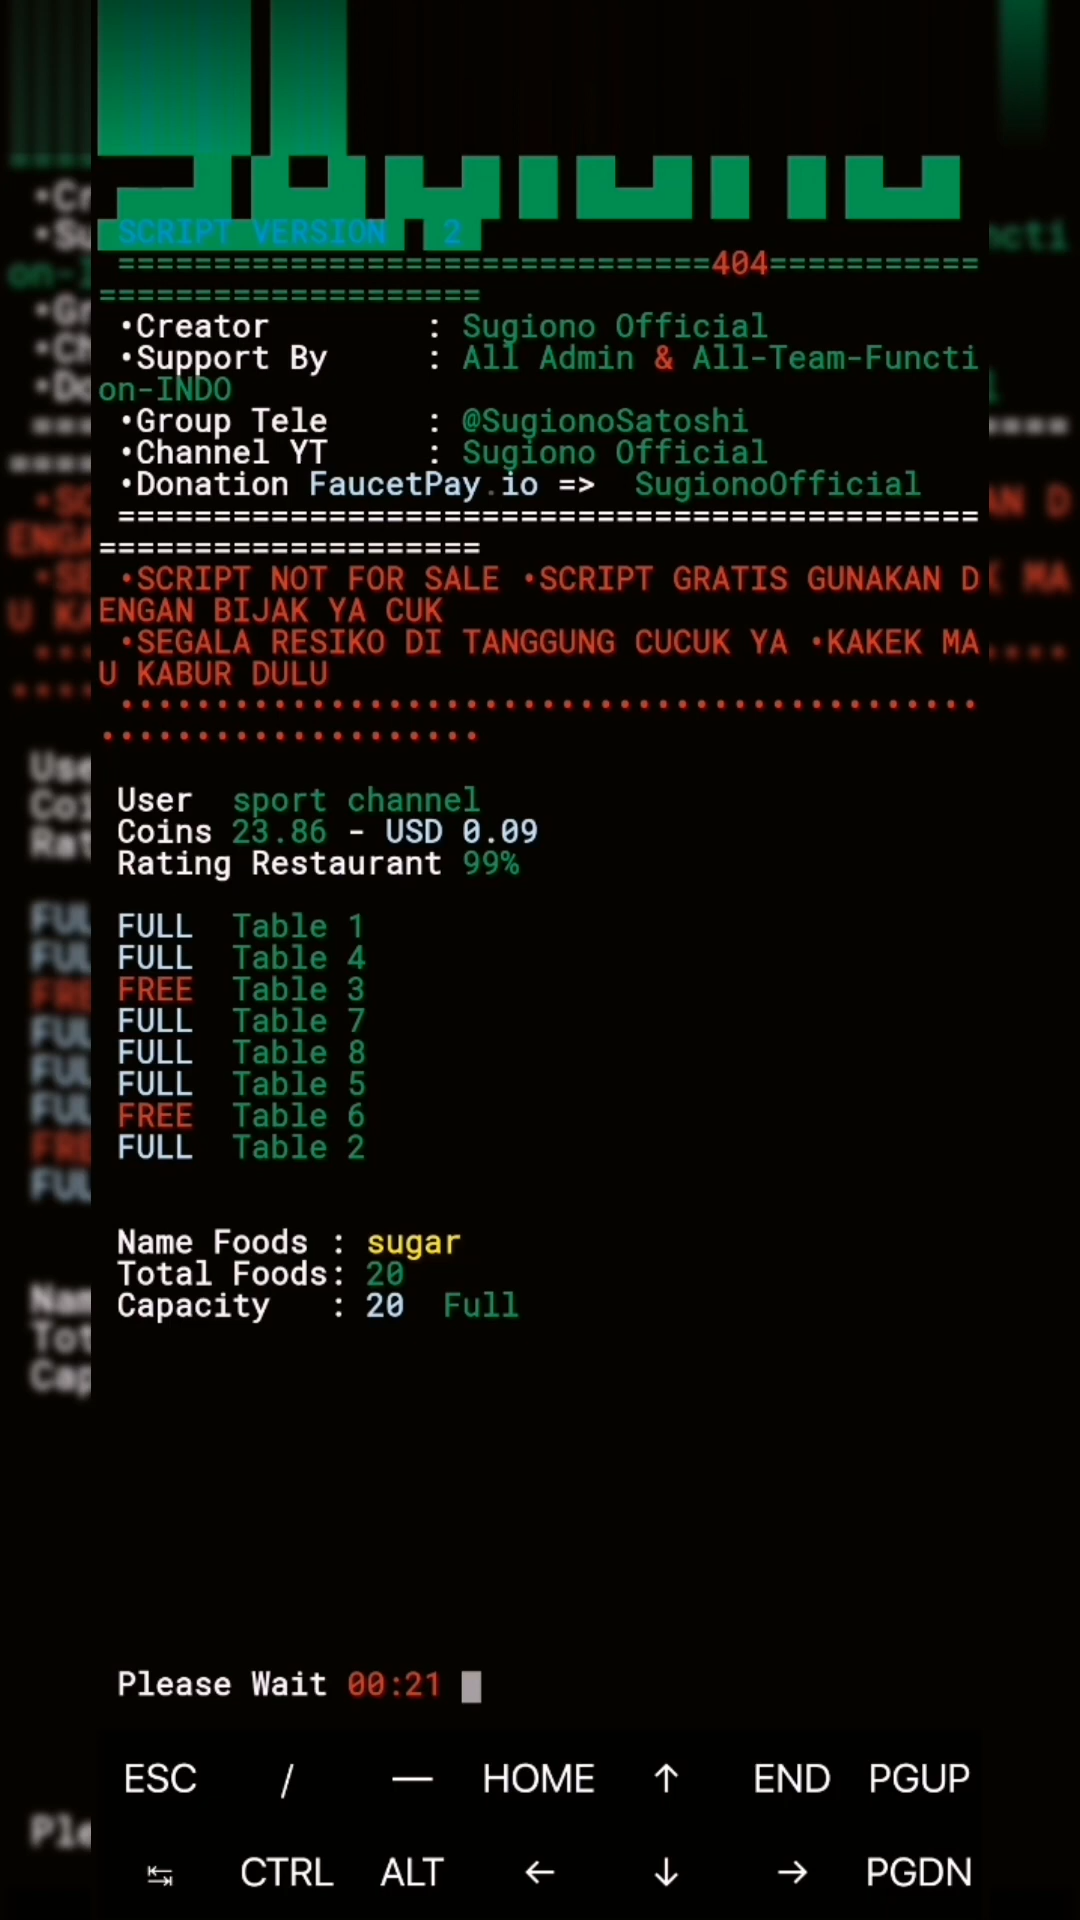 SCRIPT VERSION 2
===============================404===========
====================
•Creator : Sugiono Official
•Support By : All Admin & All-Team-Functi
on-INDO
•Group Tele : @SugionoSatoshi
•Channel YT : Sugiono Official
•Donation FaucetPay.io => SugionoOfficial
=============================================
====================
•SCRIPT NOT FOR SALE •SCRIPT GRATIS GUNAKAN D
ENGAN BIJAK YA CUK
•SEGALA RESIKO DI TANGGUNG CUCUK YA •KAKEK MA
U KABUR DULU
•••••••••••••••••••••••••••••••••••••••••••••
••••••••••••••••••••
User sport channel
Coins 23.86 - USD 0.09
Rating Restaurant 99%
FULL Table 1
FULL Table 4
FREE Table 3
FULL Table 7
FULL Table 8
FULL Table 5
FREE Table 6
FULL Table 2
Name Foods : sugar
Total Foods: 20
Capacity : 20 Full
Please Wait 00:21
ESC / — HOME ↑ END PGUP
↹ CTRL ALT ← ↓ → PGDN